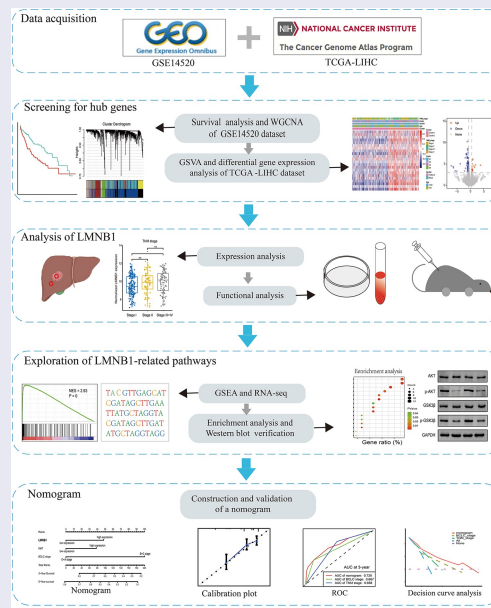 Data acquisition
GEO
Gene Expression Omnibus
GSE14520
NIH
NATIONAL CANCER INSTITUTE
The Cancer Genome Atlas Program
TCGA-LIHC
Screening for hub genes
Cluster Dendrogram
Survival analysis and WGCNA
of GSE14520 dataset
GSVA and differential gene expression
analysis of TCGA-LIHC dataset
Analysis of LMNB1
TNM stage
Stage I
Stage II
Stage III-IV
Expression analysis
Functional analysis
Exploration of LMNB1-related pathways
NES = 2.03
P = 0
TACGTTGAGCAT
CGATAGCTTGAA
TTATGCTAGGTA
CGATAGCTTGAT
ATGCTAGGTAGG
GSEA and RNA-seq
Enrichment analysis and
Western blot verification
Enrichment analysis
Gene ratio (%)
AKT
p-AKT
GSK3β
p-GSK3β
GAPDH
Nomogram
Construction and validation
of a nomogram
LMNB1
Nomogram
Calibration plot
AUC at 5-year
ROC
Decision curve analysis